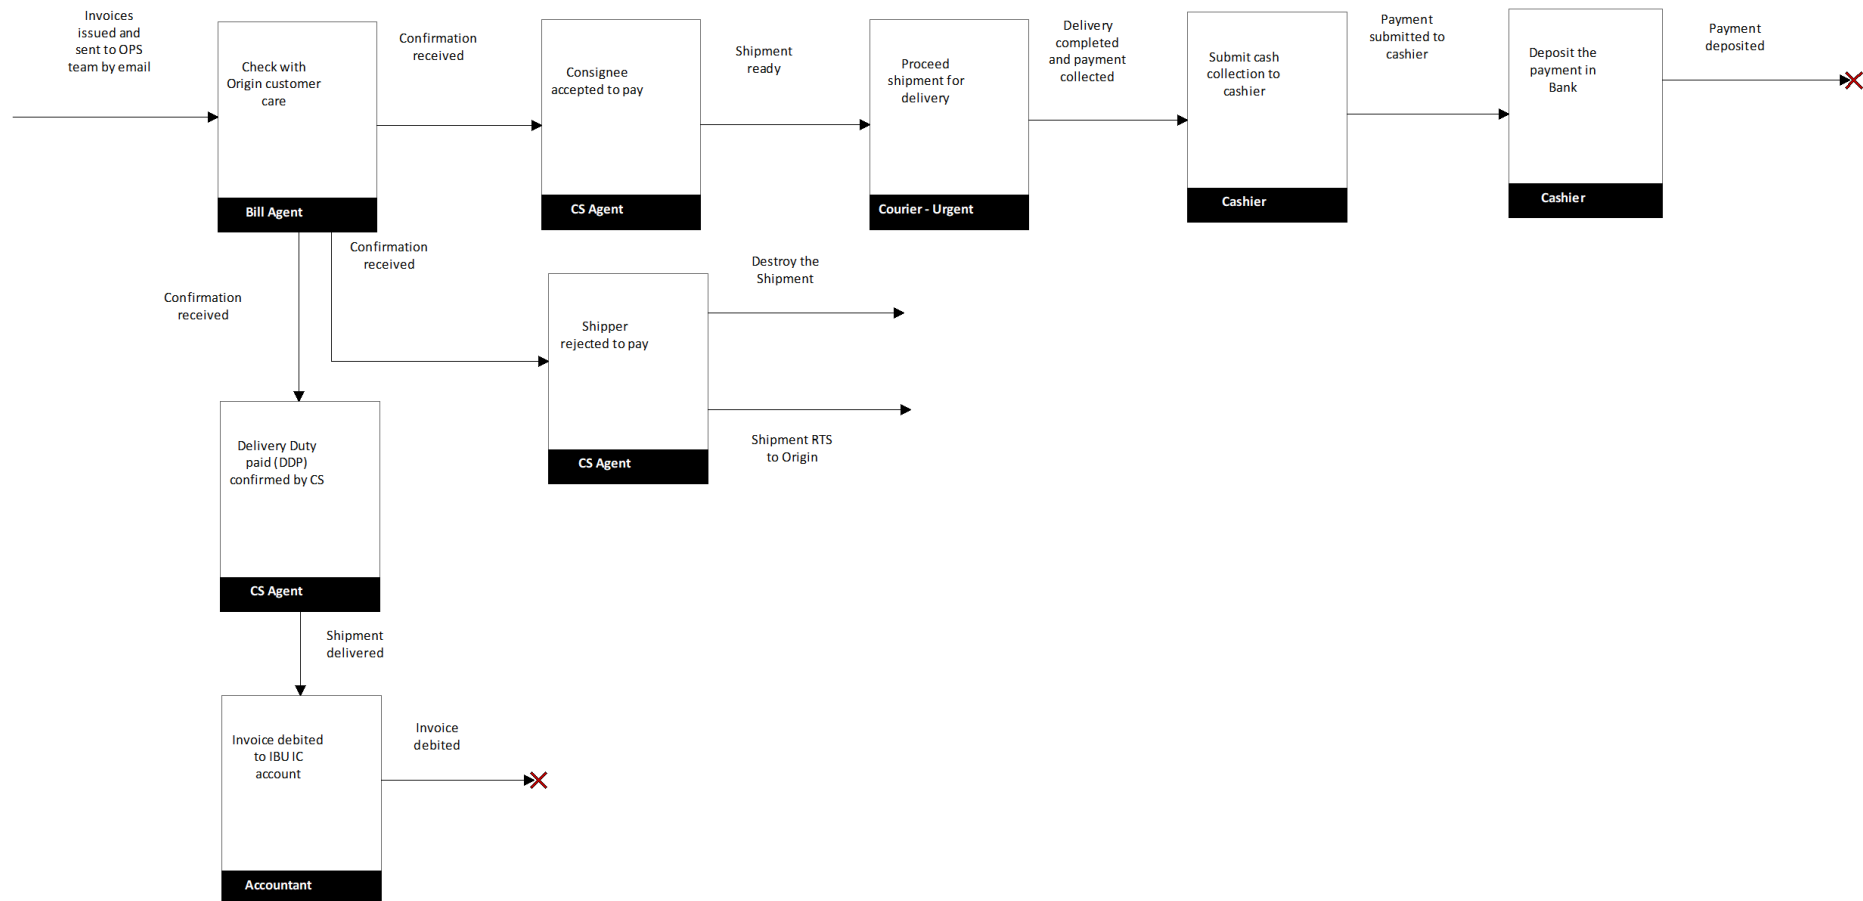 Invoices
issued and
sent to OPS
team by email
Check with
Origin customer
care
Bill Agent
Confirmation
received
Consignee
accepted to pay
CS Agent
Shipment
ready
Proceed
shipment for
delivery
Courier - Urgent
Delivery
completed
and payment
collected
Submit cash
collection to
cashier
Cashier
Payment
submitted to
cashier
Deposit the
payment in
Bank
Cashier
Payment
deposited
Confirmation
received
Confirmation
received
Shipper
rejected to pay
CS Agent
Destroy the
Shipment
Shipment RTS
to Origin
Delivery Duty
paid (DDP)
confirmed by CS
CS Agent
Shipment
delivered
Invoice debited
to IBU IC
account
Accountant
Invoice
debited